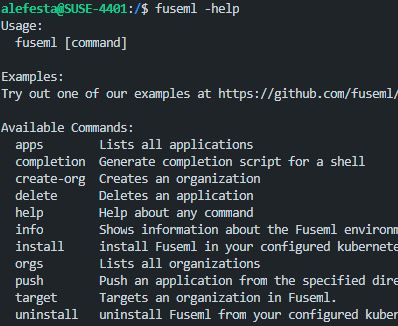 alefesta@SUSE-4401:/$ fuseml -help
Usage:
  fuseml [command]

Examples:
Try out one of our examples at https://github.com/fuseml/

Available Commands:
  apps        Lists all applications
  completion  Generate completion script for a shell
  create-org  Creates an organization
  delete      Deletes an application
  help        Help about any command
  info        Shows information about the Fuseml environm
  install     install Fuseml in your configured kubernete
  orgs        Lists all organizations
  push        Push an application from the specified dire
  target      Targets an organization in Fuseml.
  uninstall   uninstall Fuseml from your configured kuber